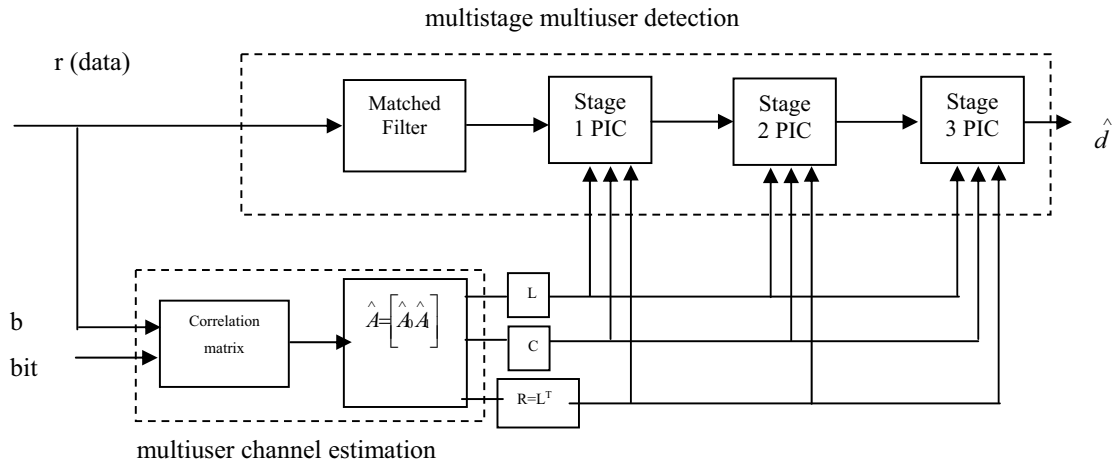 multistage multiuser detection
r (data)
Matched
Filter
Stage
1 PIC
Stage
2 PIC
Stage
3 PIC
d̂
b
bit
Correlation
matrix
Â=[Â₀Â₁]
L
C
R=Lᵀ
multiuser channel estimation